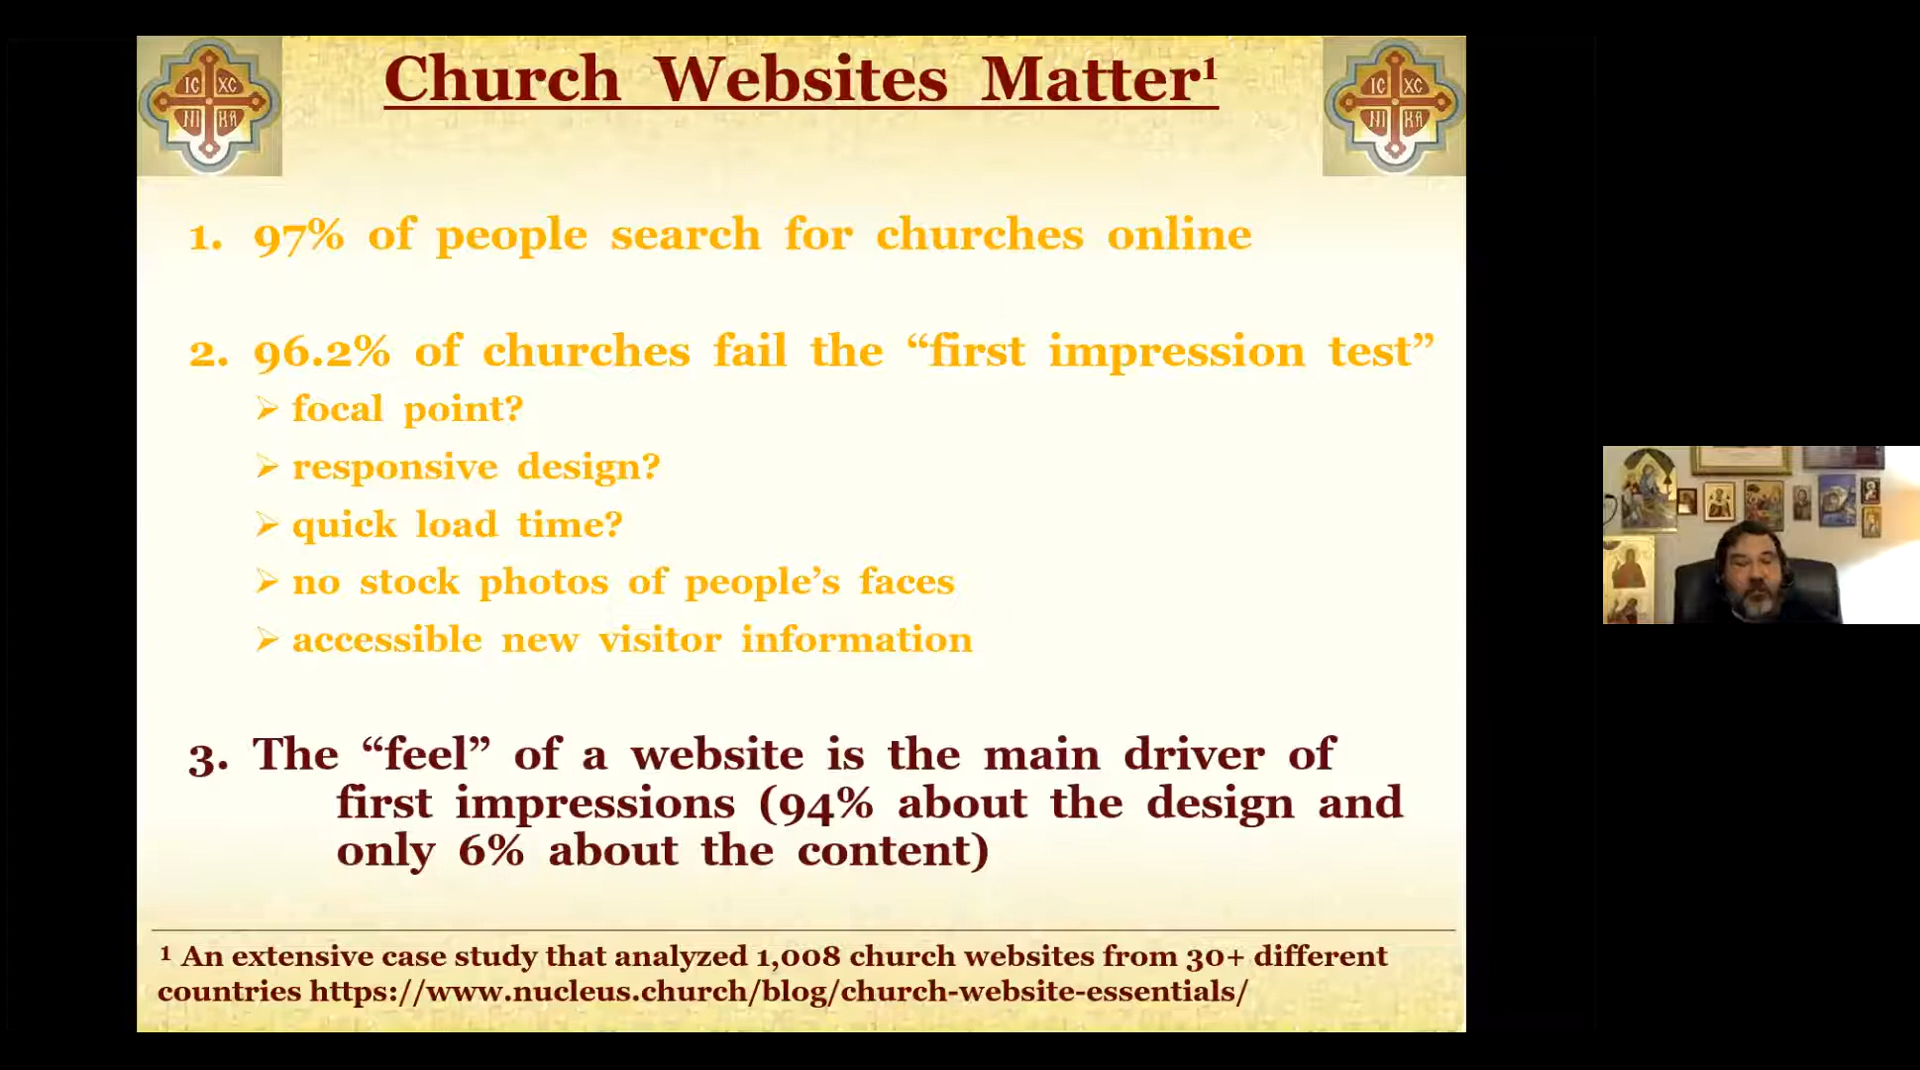 IC XC
NI KA
Church Websites Matter¹
IC XC
NI KA
1. 97% of people search for churches online
2. 96.2% of churches fail the “first impression test”
➢ focal point?
➢ responsive design?
➢ quick load time?
➢ no stock photos of people’s faces
➢ accessible new visitor information
3. The “feel” of a website is the main driver of
first impressions (94% about the design and
only 6% about the content)
¹ An extensive case study that analyzed 1,008 church websites from 30+ different
countries https://www.nucleus.church/blog/church-website-essentials/